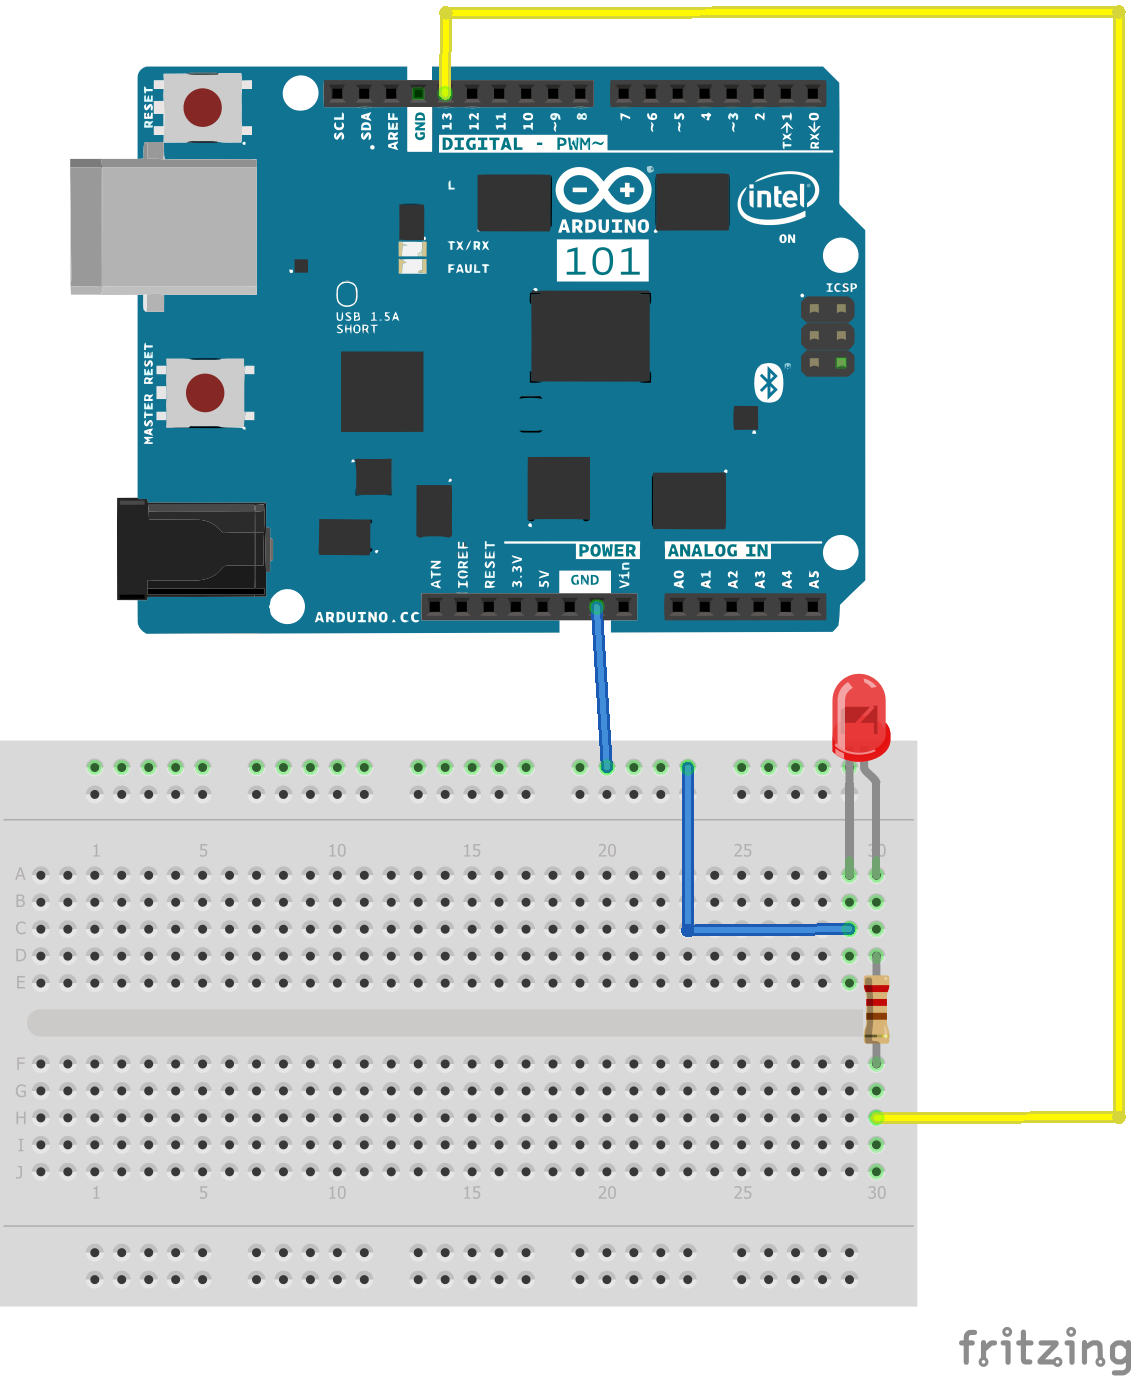 RESET
SCL
SDA
AREF
GND
13
12
11
10
~9
8
7
~6
~5
4
~3
2
TX→1
RX←0
DIGITAL - PWM~
L
ARDUINO
intel
ON
TX/RX
FAULT
101
ICSP
USB 1.5A
SHORT
MASTER RESET
POWER
ANALOG IN
ATN
IOREF
RESET
3.3V
5V
GND
Vin
A0
A1
A2
A3
A4
A5
ARDUINO.CC
1 5 10 15 20 25 30
A
B
C
D
E
F
G
H
I
J
1 5 10 15 20 25 30
fritzing